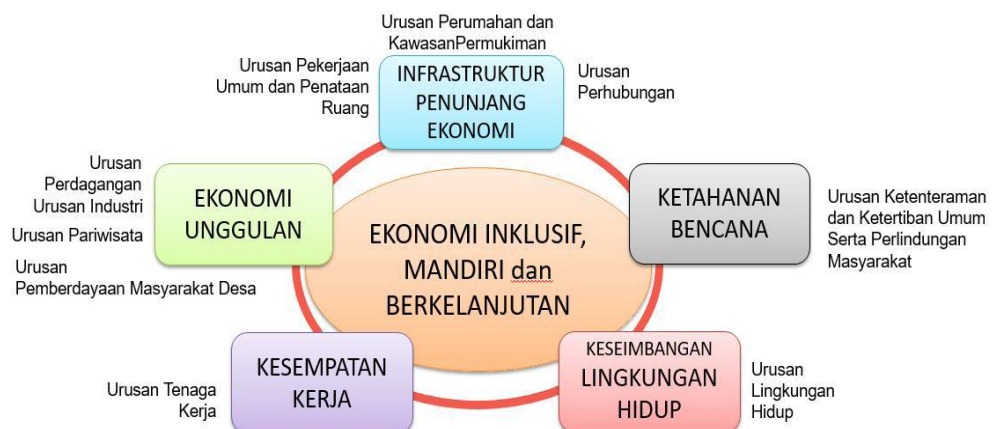 Urusan Perumahan dan
KawasanPermukiman
Urusan Pekerjaan
Umum dan Penataan
Ruang
INFRASTRUKTUR
PENUNJANG
EKONOMI
Urusan
Perhubungan
Urusan
Perdagangan
Urusan Industri
Urusan Pariwisata
Urusan
Pemberdayaan Masyarakat Desa
EKONOMI
UNGGULAN
EKONOMI INKLUSIF,
MANDIRI dan
BERKELANJUTAN
KETAHANAN
BENCANA
Urusan Ketenteraman
dan Ketertiban Umum
Serta Perlindungan
Masyarakat
Urusan Tenaga
Kerja
KESEMPATAN
KERJA
KESEIMBANGAN
LINGKUNGAN
HIDUP
Urusan
Lingkungan
Hidup